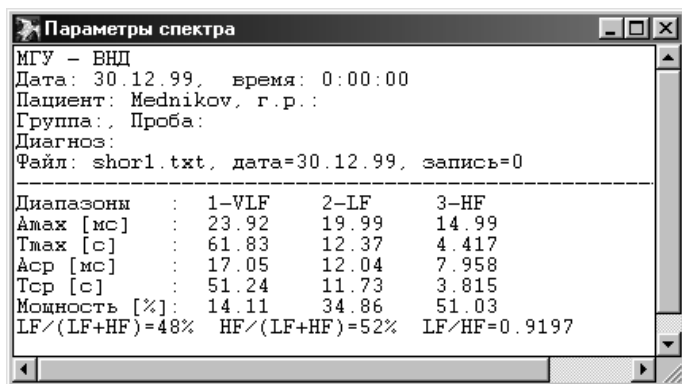 Параметры спектра
МГУ – ВНД
Дата: 30.12.99,  время: 0:00:00
Пациент: Mednikov, г.р.:
Группа:, Проба:
Диагноз:
Файл: shor1.txt, дата=30.12.99, запись=0
Диапазоны   :  1-VLF   2-LF   3-HF
Амах [мс]   :  23.92   19.99   14.99
Тмах [с]    :  61.83   12.37   4.417
Аср [мс]    :  17.05   12.04   7.958
Тср [с]     :  51.24   11.73   3.815
Мощность [%]:  14.11   34.86   51.03
LF/(LF+HF)=48%  HF/(LF+HF)=52%  LF/HF=0.9197